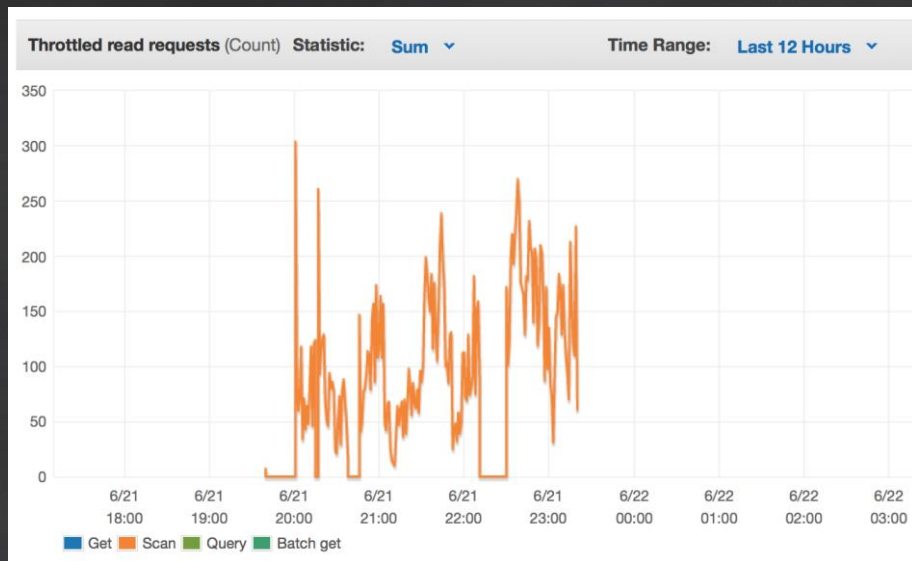 Throttled read requests (Count) Statistic: Sum Time Range: Last 12 Hours
350
300
250
200
150
100
50
0
6/21 6/21 6/21 6/21 6/21 6/21 6/22 6/22 6/22 6/22
18:00 19:00 20:00 21:00 22:00 23:00 00:00 01:00 02:00 03:00
Get Scan Query Batch get